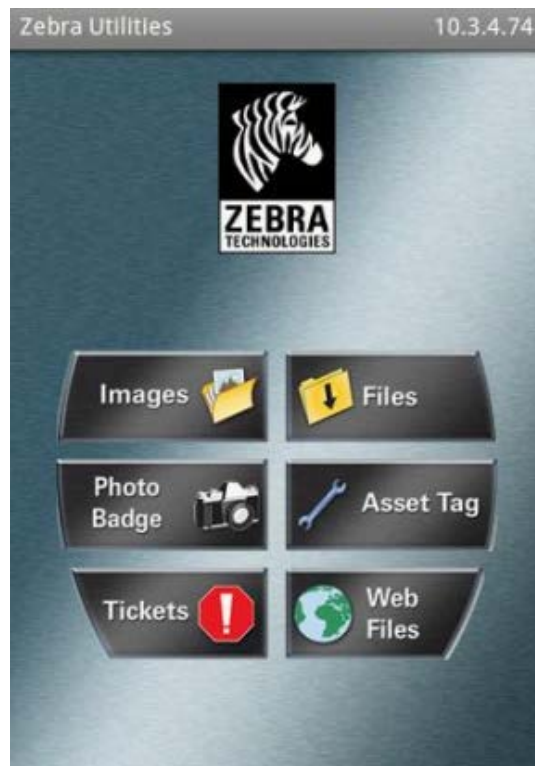 Zebra Utilities 10.3.4.74
ZEBRA
TECHNOLOGIES
Images
Files
Photo
Badge
Asset Tag
Tickets
Web
Files